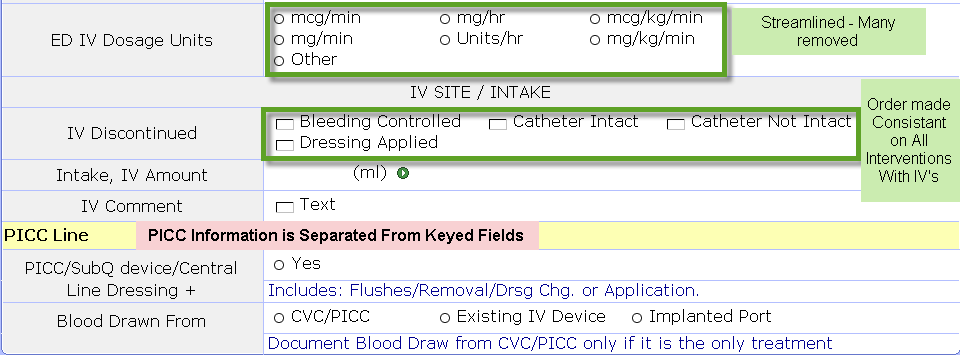 ED IV Dosage Units
mcg/min mg/hr mcg/kg/min
mg/min Units/hr mg/kg/min
Other
Streamlined - Many
removed
IV SITE / INTAKE
IV Discontinued
Bleeding Controlled Catheter Intact Catheter Not Intact
Dressing Applied
Order made
Consistant
on All
Interventions
With IV's
Intake, IV Amount (ml)
IV Comment Text
PICC Line PICC Information is Separated From Keyed Fields
PICC/SubQ device/Central
Line Dressing +
Yes
Includes: Flushes/Removal/Drsg Chg. or Application.
Blood Drawn From CVC/PICC Existing IV Device Implanted Port
Document Blood Draw from CVC/PICC only if it is the only treatment